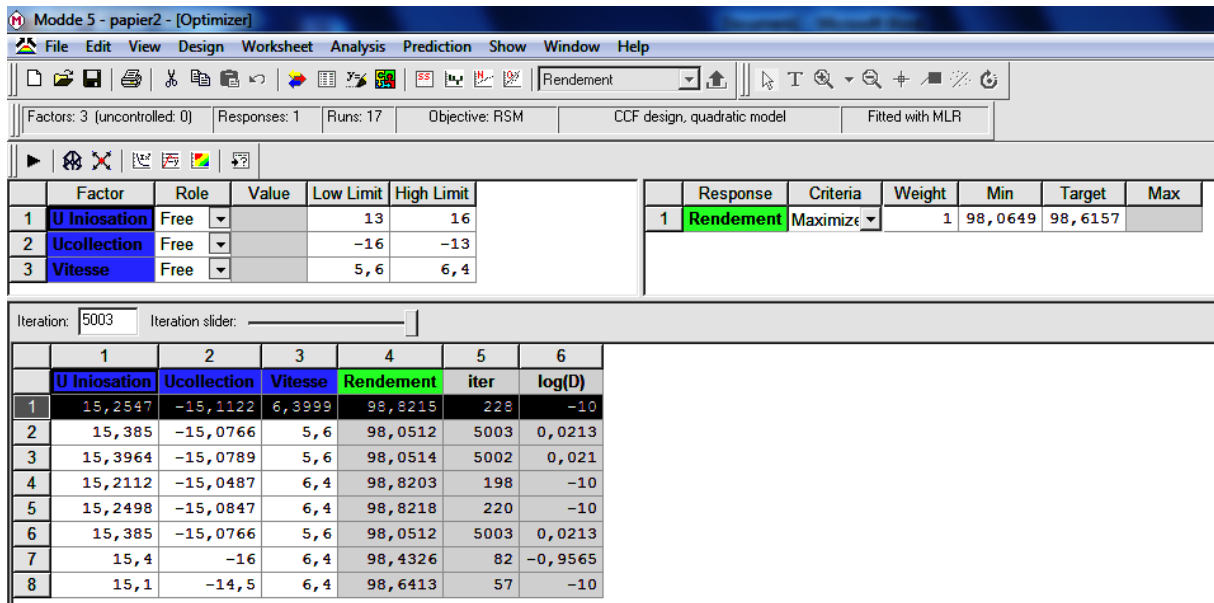 Modde 5 - papier2 - [Optimizer]
File Edit View Design Worksheet Analysis Prediction Show Window Help
Rendement
Factors: 3 (uncontrolled: 0) Responses: 1 Runs: 17 Objective: RSM CCF design, quadratic model Fitted with MLR
Factor Role Value Low Limit High Limit Response Criteria Weight Min Target Max
1 U Iniosation Free 13 16 1 Rendement Maximize 1 98,0649 98,6157
2 Ucollection Free -16 -13
3 Vitesse Free 5,6 6,4
Iteration: 5003 Iteration slider:
1 2 3 4 5 6
U Iniosation Ucollection Vitesse Rendement iter log(D)
1 15,2547 -15,1122 6,3999 98,8215 228 -10
2 15,385 -15,0766 5,6 98,0512 5003 0,0213
3 15,3964 -15,0789 5,6 98,0514 5002 0,021
4 15,2112 -15,0487 6,4 98,8203 198 -10
5 15,2498 -15,0847 6,4 98,8218 220 -10
6 15,385 -15,0766 5,6 98,0512 5003 0,0213
7 15,4 -16 6,4 98,4326 82 -0,9565
8 15,1 -14,5 6,4 98,6413 57 -10